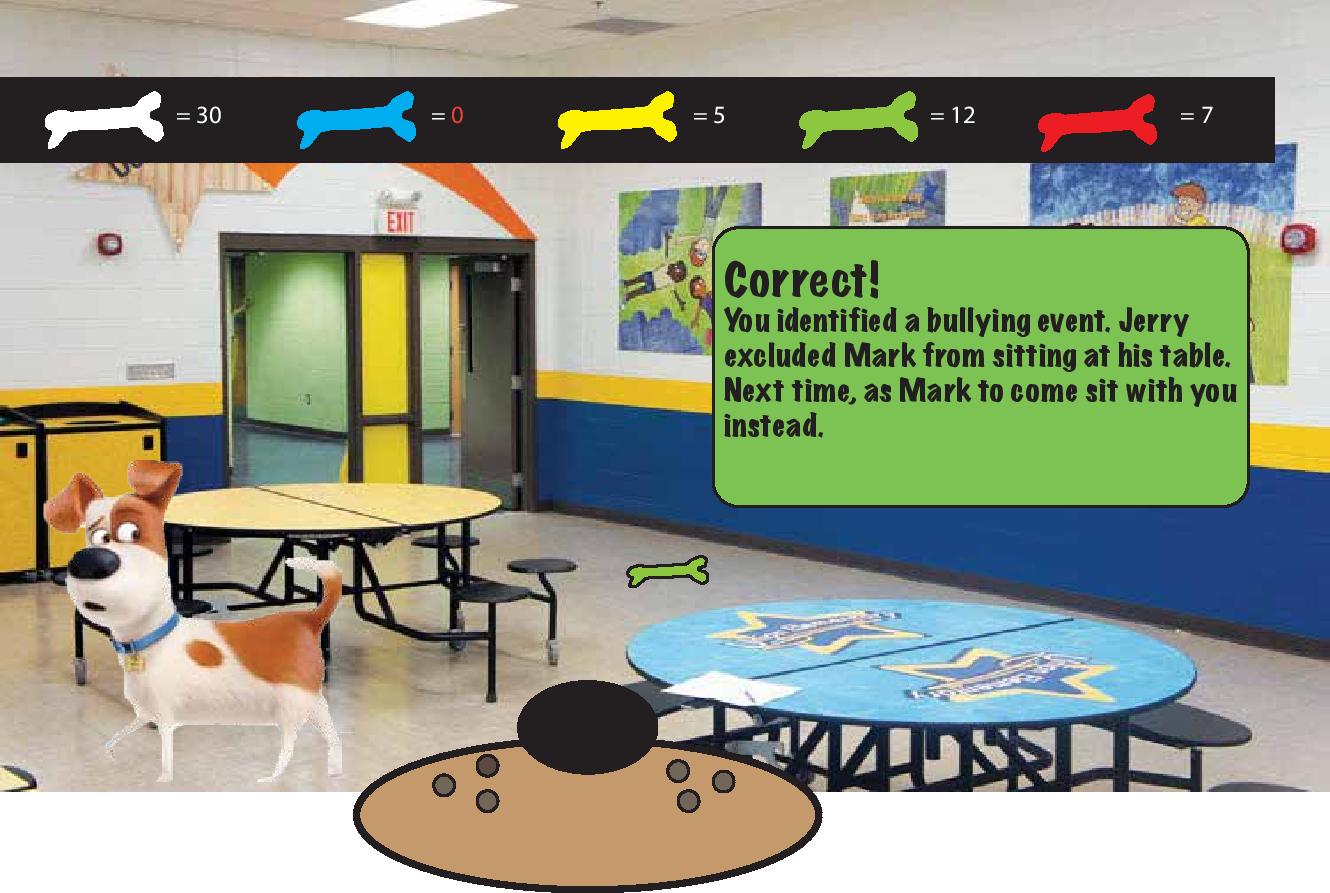 = 30 = 0 = 5 = 12 = 7
EXIT
Correct!
You identified a bullying event. Jerry
excluded Mark from sitting at his table.
Next time, as Mark to come sit with you
instead.